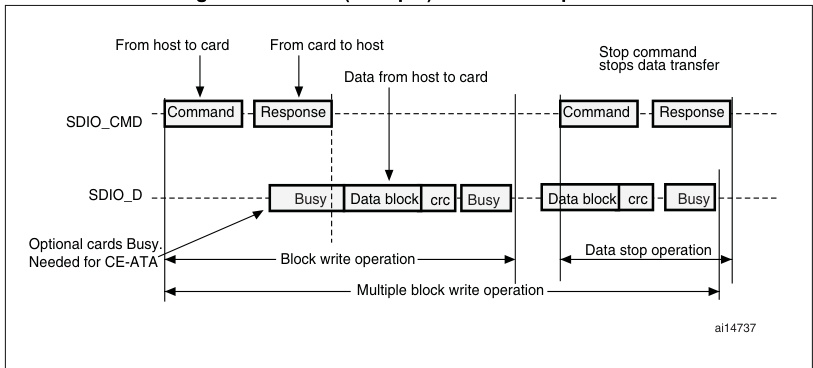 From host to card
From card to host
Data from host to card
Stop command
stops data transfer
SDIO_CMD
Command
Response
Command
Response
SDIO_D
Busy
Data block
crc
Busy
Data block
crc
Busy
Optional cards Busy.
Needed for CE-ATA
Block write operation
Data stop operation
Multiple block write operation
ai14737